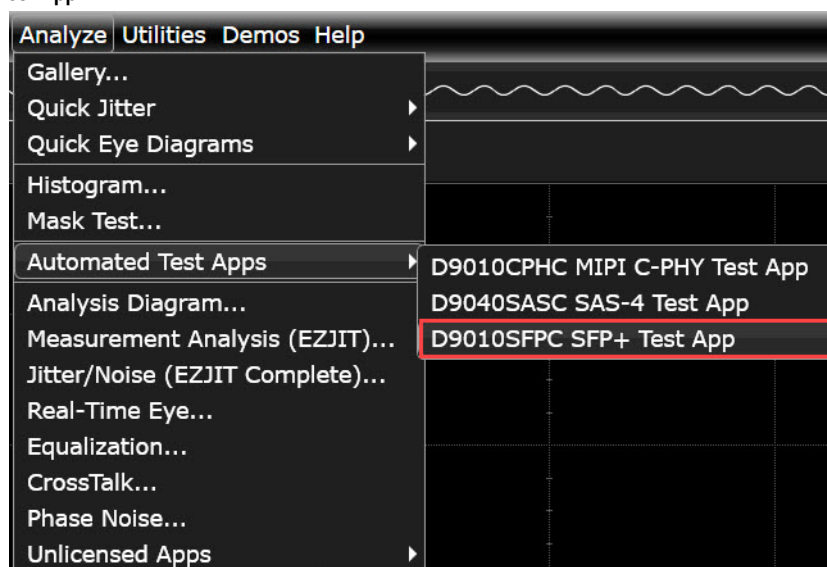 Analyze Utilities Demos Help
Gallery...
Quick Jitter
Quick Eye Diagrams
Histogram...
Mask Test...
Automated Test Apps
D9010CPHC MIPI C-PHY Test App
D9040SASC SAS-4 Test App
D9010SFPC SFP+ Test App
Analysis Diagram...
Measurement Analysis (EZJIT)...
Jitter/Noise (EZJIT Complete)...
Real-Time Eye...
Equalization...
CrossTalk...
Phase Noise...
Unlicensed Apps